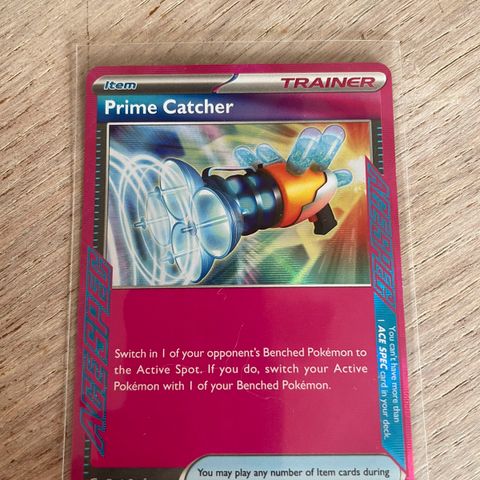 Item
TRAINER
Prime Catcher
ACE SPEC
ACE SPEC
You can't have more than
1 ACE SPEC card in your deck.
Switch in 1 of your opponent's Benched Pokémon to
the Active Spot. If you do, switch your Active
Pokémon with 1 of your Benched Pokémon.
You may play any number of Item cards during